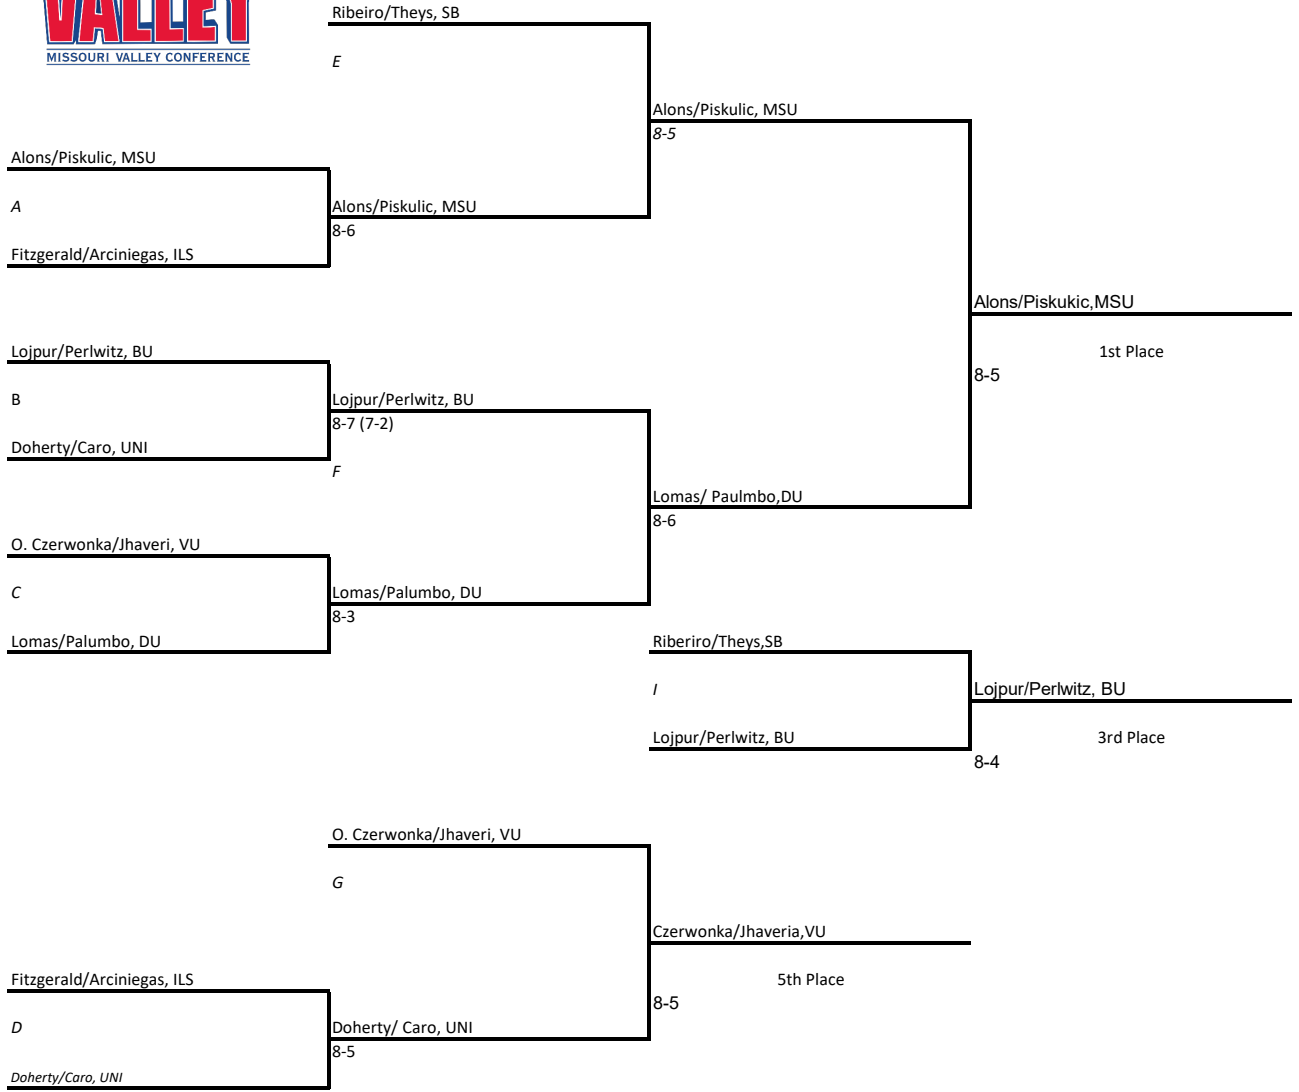 VALLEY
MISSOURI VALLEY CONFERENCE
Ribeiro/Theys, SB
E
Alons/Piskulic, MSU
8-5
Alons/Piskulic, MSU
A
Alons/Piskulic, MSU
8-6
Fitzgerald/Arciniegas, ILS
Alons/Piskukic,MSU
1st Place
8-5
Lojpur/Perlwitz, BU
B
Lojpur/Perlwitz, BU
8-7 (7-2)
Doherty/Caro, UNI
F
Lomas/ Paulmbo,DU
8-6
O. Czerwonka/Jhaveri, VU
C
Lomas/Palumbo, DU
8-3
Lomas/Palumbo, DU
Riberiro/Theys,SB
I
Lojpur/Perlwitz, BU
Lojpur/Perlwitz, BU
3rd Place
8-4
O. Czerwonka/Jhaveri, VU
G
Czerwonka/Jhaveria,VU
5th Place
8-5
Fitzgerald/Arciniegas, ILS
D
Doherty/ Caro, UNI
8-5
Doherty/Caro, UNI